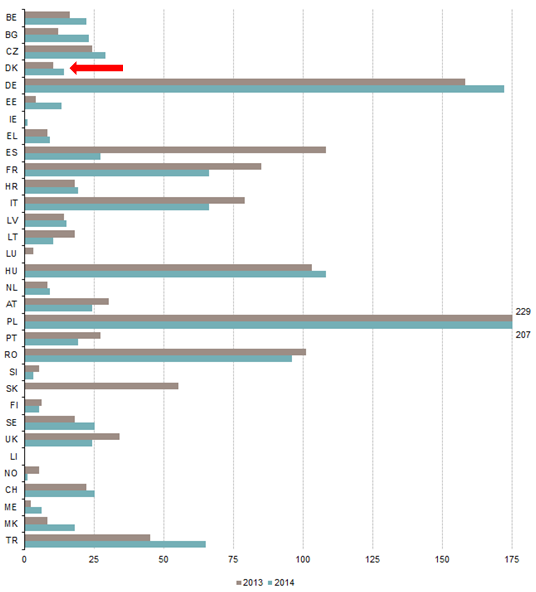 BE
BG
CZ
DK
DE
EE
IE
EL
ES
FR
HR
IT
LV
LT
LU
HU
NL
AT
PL 229
207
PT
RO
SI
SK
FI
SE
UK
LI
NO
CH
ME
MK
TR
0 25 50 75 100 125 150 175
2013 2014